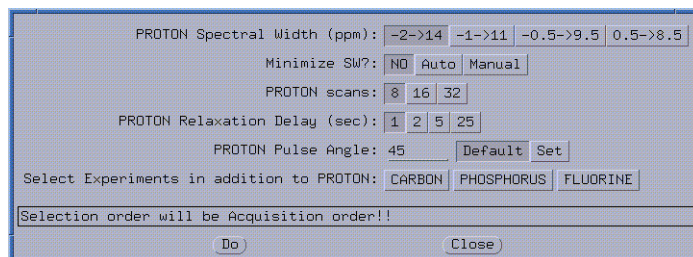 PROTON Spectral Width (ppm): -2->14 -1->11 -0.5->9.5 0.5->8.5
Minimize SW?: NO Auto Manual
PROTON scans: 8 16 32
PROTON Relaxation Delay (sec): 1 2 5 25
PROTON Pulse Angle: 45 Default Set
Select Experiments in addition to PROTON: CARBON PHOSPHORUS FLUORINE
Selection order will be Acquisition order!!
Do Close